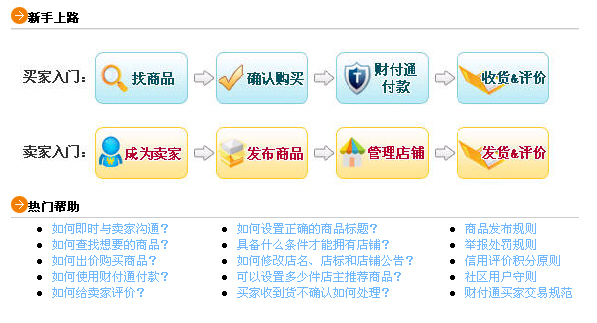 新手上路
买家入门： 找商品 确认购买 财付通付款 收货&评价
卖家入门： 成为卖家 发布商品 管理店铺 发货&评价
热门帮助
如何即时与卖家沟通？ 如何设置正确的商品标题？ 商品发布规则
如何查找想要的商品？ 具备什么条件才能拥有店铺？ 举报处罚规则
如何出价购买商品？ 如何修改店名、店标和店铺公告？ 信用评价积分原则
如何使用财付通付款？ 可以设置多少件店主推荐商品？ 社区用户守则
如何给卖家评价？ 买家收到货不确认如何处理？ 财付通买家交易规范